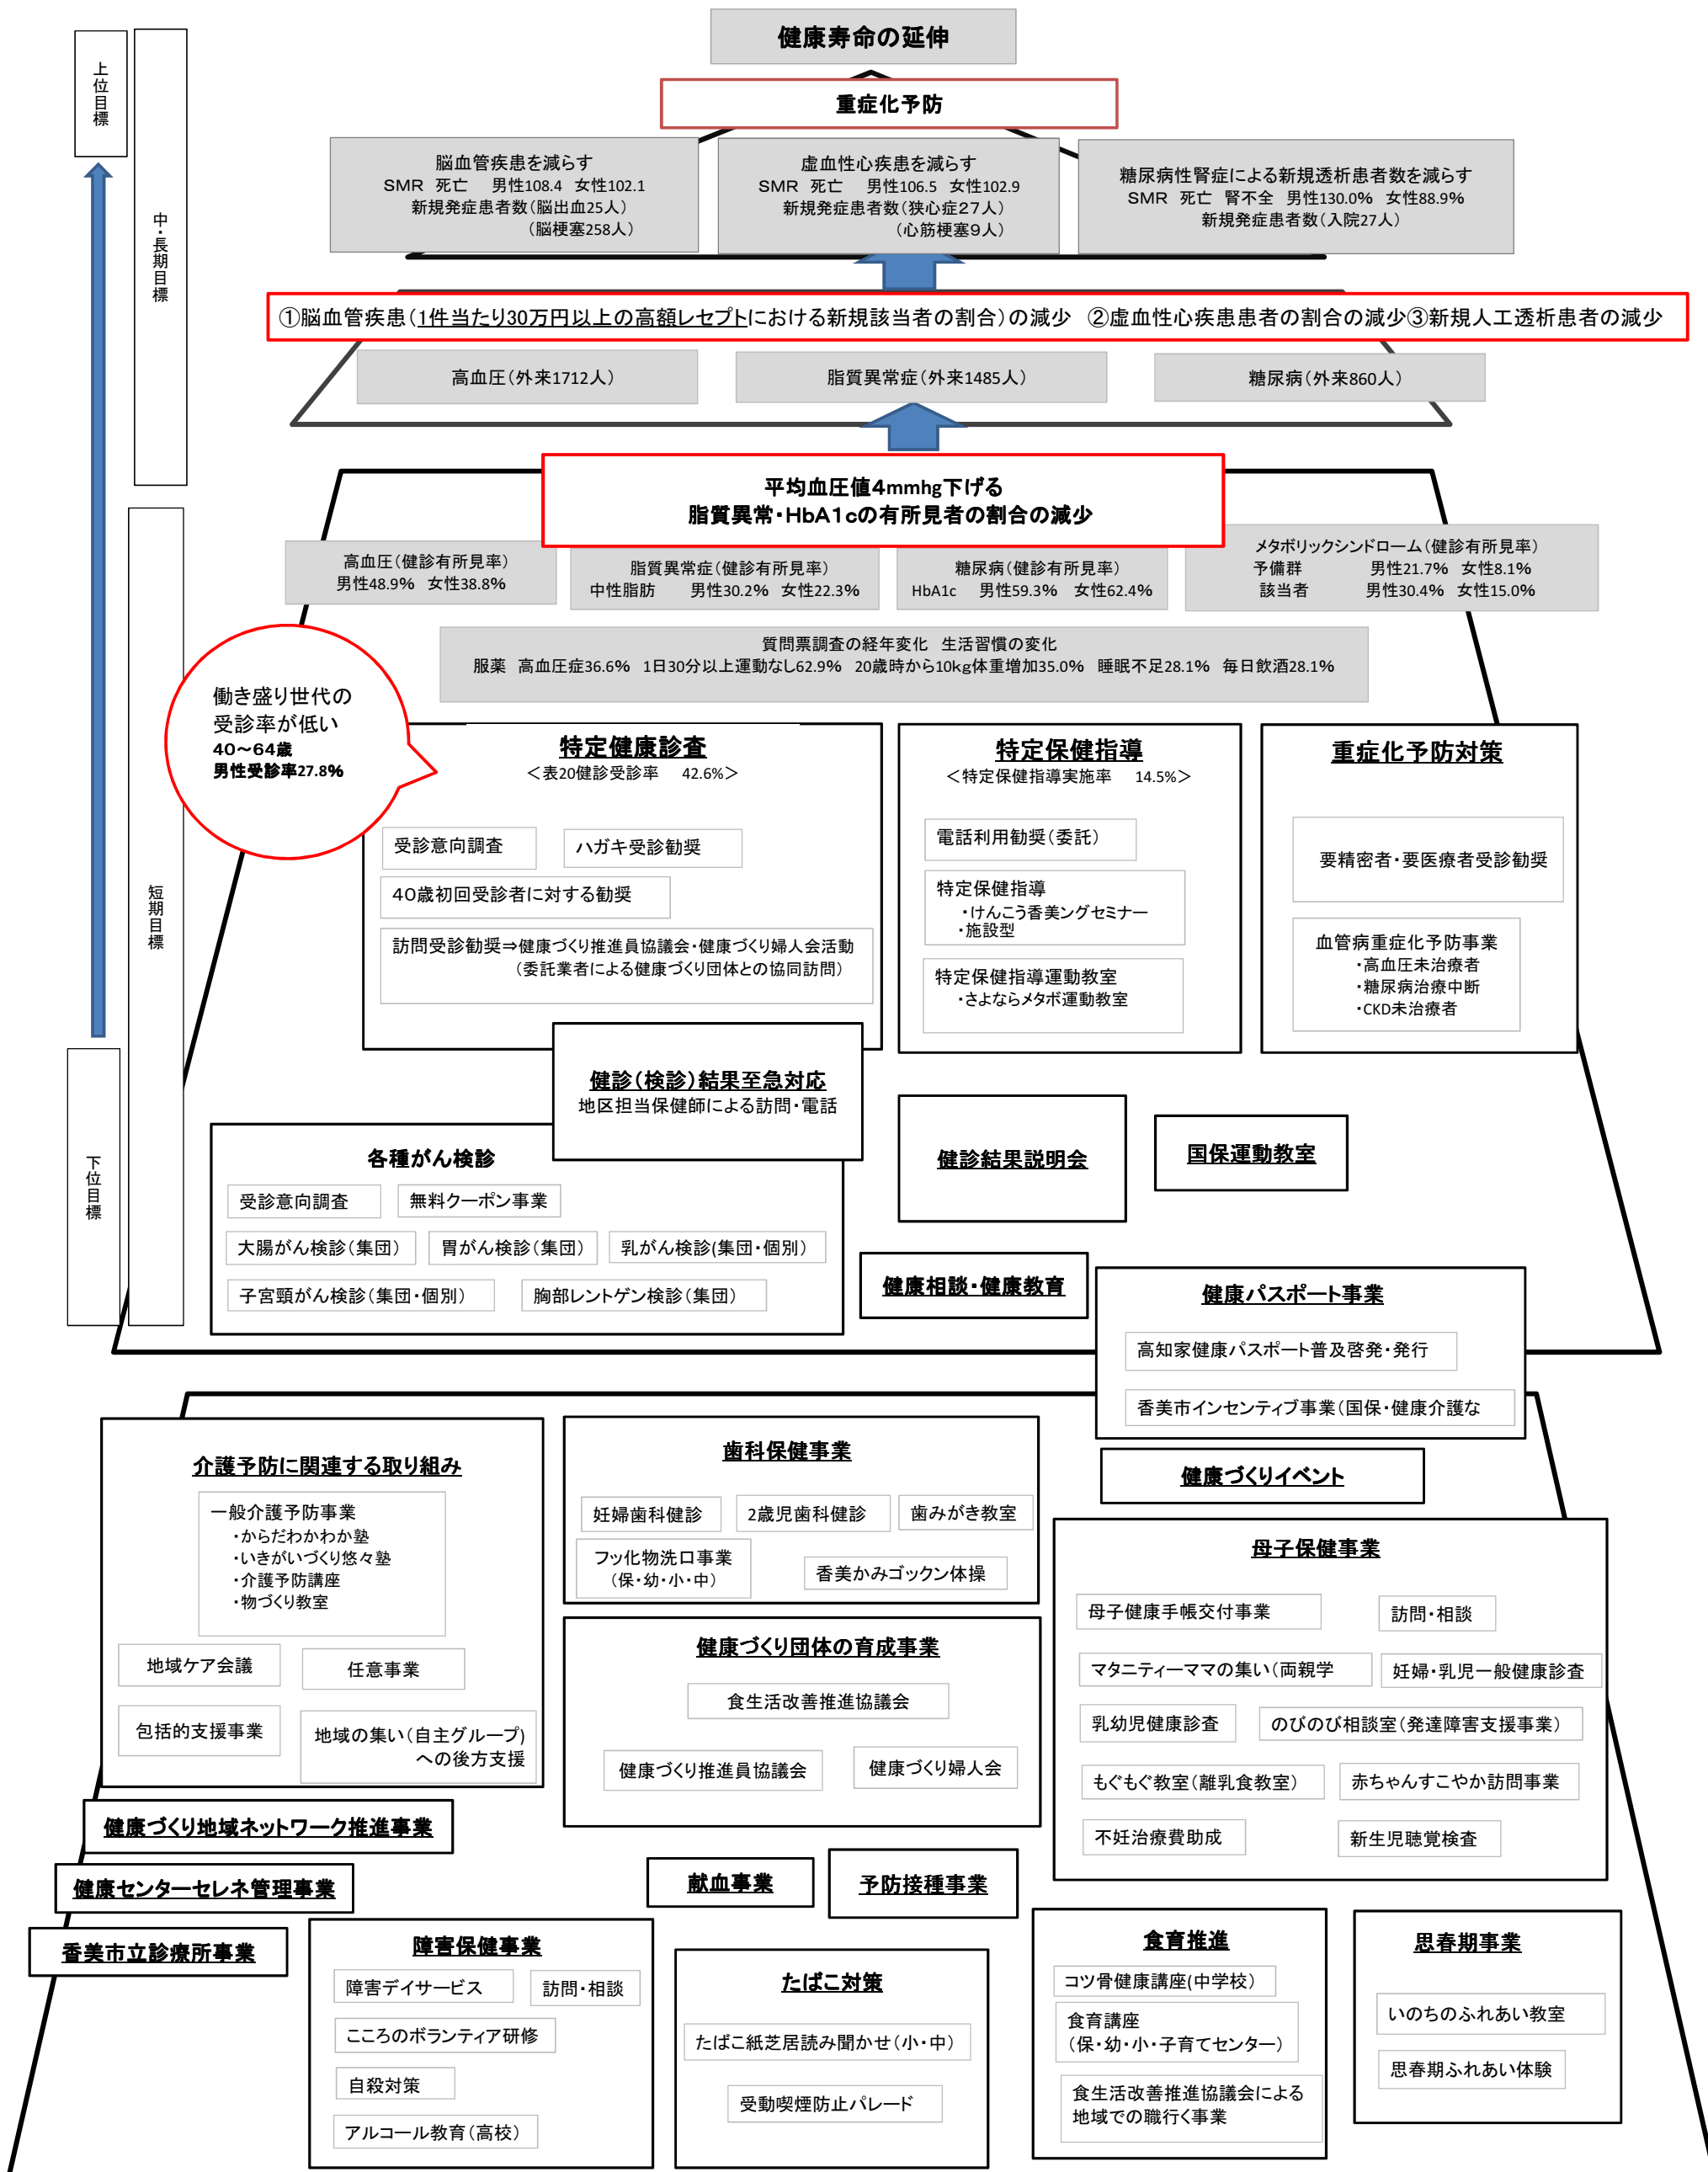 健康寿命の延伸
重症化予防
上位目標
中・長期目標
短期目標
下位目標
脳血管疾患を減らす
SMR 死亡 男性108.4 女性102.1
新規発症患者数(脳出血25人)
(脳梗塞258人)
虚血性心疾患を減らす
SMR 死亡 男性106.5 女性102.9
新規発症患者数(狭心症27人)
(心筋梗塞9人)
糖尿病性腎症による新規透析患者数を減らす
SMR 死亡 腎不全 男性130.0% 女性88.9%
新規発症患者数(入院27人)
①脳血管疾患(1件当たり30万円以上の高額レセプトにおける新規該当者の割合)の減少 ②虚血性心疾患患者の割合の減少③新規人工透析患者の減少
高血圧(外来1712人)
脂質異常症(外来1485人)
糖尿病(外来860人)
平均血圧値4mmhg下げる
脂質異常・HbA1cの有所見者の割合の減少
高血圧(健診有所見率)
男性48.9% 女性38.8%
脂質異常症(健診有所見率)
中性脂肪 男性30.2% 女性22.3%
糖尿病(健診有所見率)
HbA1c 男性59.3% 女性62.4%
メタボリックシンドローム(健診有所見率)
予備群 男性21.7% 女性8.1%
該当者 男性30.4% 女性15.0%
質問票調査の経年変化 生活習慣の変化
服薬 高血圧症36.6% 1日30分以上運動なし62.9% 20歳時から10kg体重増加35.0% 睡眠不足28.1% 毎日飲酒28.1%
働き盛り世代の
受診率が低い
40~64歳
男性受診率27.8%
特定健康診査
<表20健診受診率 42.6%>
受診意向調査
ハガキ受診勧奨
40歳初回受診者に対する勧奨
訪問受診勧奨⇒健康づくり推進員協議会・健康づくり婦人会活動
(委託業者による健康づくり団体との協同訪問)
特定保健指導
<特定保健指導実施率 14.5%>
電話利用勧奨(委託)
特定保健指導
・けんこう香美ングセミナー
・施設型
特定保健指導運動教室
・さよならメタボ運動教室
重症化予防対策
要精密者・要医療者受診勧奨
血管病重症化予防事業
・高血圧未治療者
・糖尿病治療中断
・CKD未治療者
健診(検診)結果至急対応
地区担当保健師による訪問・電話
各種がん検診
受診意向調査
無料クーポン事業
大腸がん検診(集団)
胃がん検診(集団)
乳がん検診(集団・個別)
子宮頸がん検診(集団・個別)
胸部レントゲン検診(集団)
健診結果説明会
国保運動教室
健康相談・健康教育
健康パスポート事業
高知家健康パスポート普及啓発・発行
香美市インセンティブ事業(国保・健康介護な
介護予防に関連する取り組み
一般介護予防事業
・からだわかわか塾
・いきがいづくり悠々塾
・介護予防講座
・物づくり教室
地域ケア会議
任意事業
包括的支援事業
地域の集い(自主グループ)
への後方支援
歯科保健事業
妊婦歯科健診
2歳児歯科健診
歯みがき教室
フッ化物洗口事業
(保・幼・小・中)
香美かみゴックン体操
健康づくりイベント
健康づくり団体の育成事業
食生活改善推進協議会
健康づくり推進員協議会
健康づくり婦人会
母子保健事業
母子健康手帳交付事業
訪問・相談
マタニティーママの集い(両親学
妊婦・乳児一般健康診査
乳幼児健康診査
のびのび相談室(発達障害支援事業)
もぐもぐ教室(離乳食教室)
赤ちゃんすこやか訪問事業
不妊治療費助成
新生児聴覚検査
健康づくり地域ネットワーク推進事業
健康センターセレネ管理事業
香美市立診療所事業
献血事業
予防接種事業
障害保健事業
障害デイサービス
訪問・相談
こころのボランティア研修
自殺対策
アルコール教育(高校)
たばこ対策
たばこ紙芝居読み聞かせ(小・中)
受動喫煙防止パレード
食育推進
コツ骨健康講座(中学校)
食育講座
(保・幼・小・子育てセンター)
食生活改善推進協議会による
地域での職行く事業
思春期事業
いのちのふれあい教室
思春期ふれあい体験